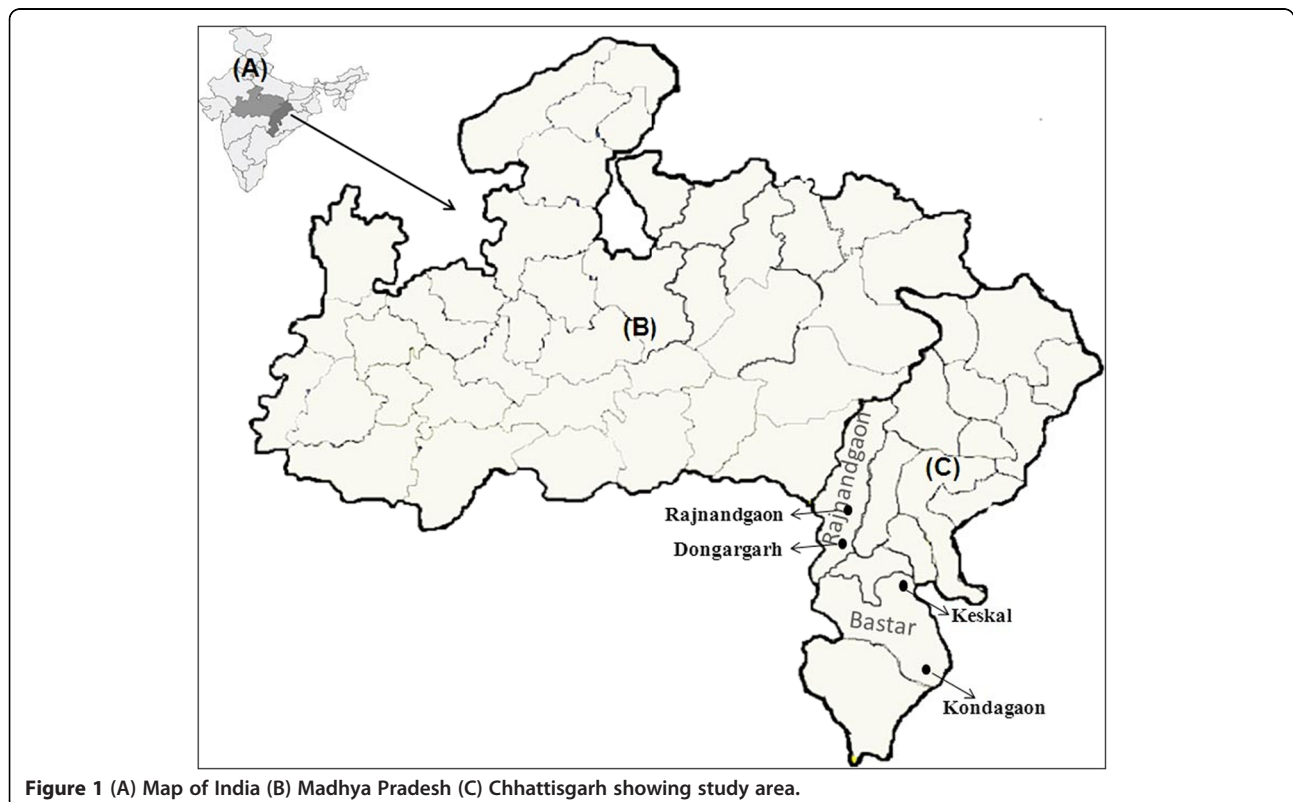 (A)
(B)
Rajnandgaon
(C)
Rajnandgaon
Dongargarh
Keskal
Bastar
Kondagaon
Figure 1 (A) Map of India (B) Madhya Pradesh (C) Chhattisgarh showing study area.